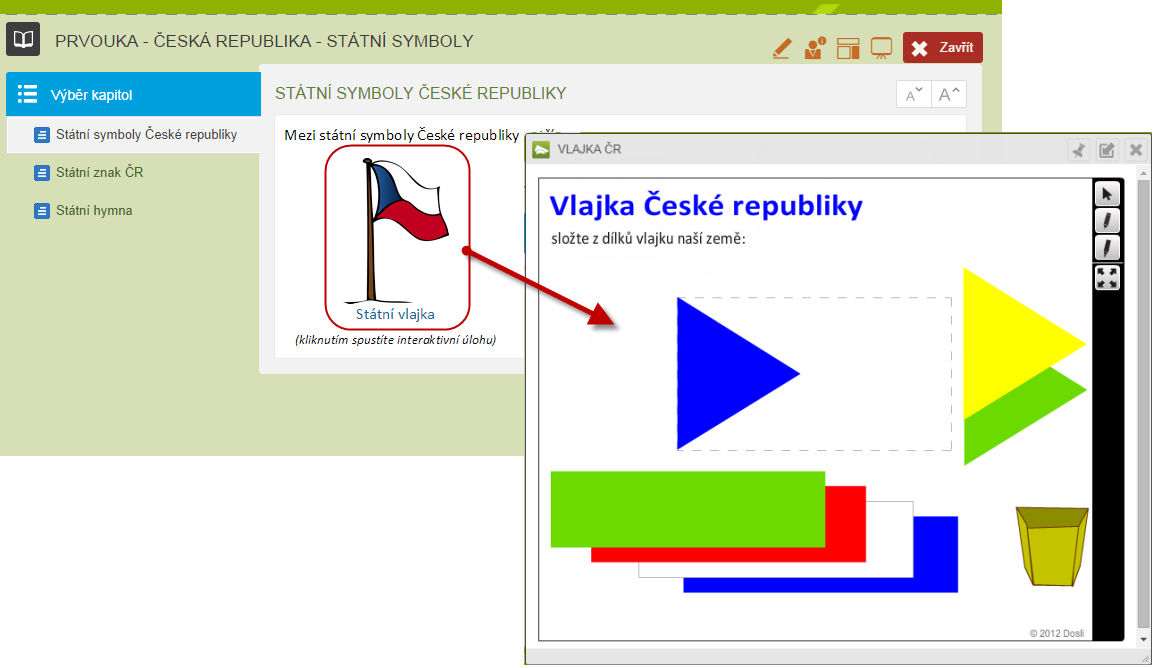 PRVOUKA - ČESKÁ REPUBLIKA - STÁTNÍ SYMBOLY
Zavřít
Výběr kapitol
Státní symboly České republiky
Státní znak ČR
Státní hymna
STÁTNÍ SYMBOLY ČESKÉ REPUBLIKY
A A
Mezi státní symboly České republiky
Státní vlajka
(kliknutím spustíte interaktivní úlohu)
VLAJKA ČR
Vlajka České republiky
složte z dílků vlajku naší země:
© 2012 Dosli